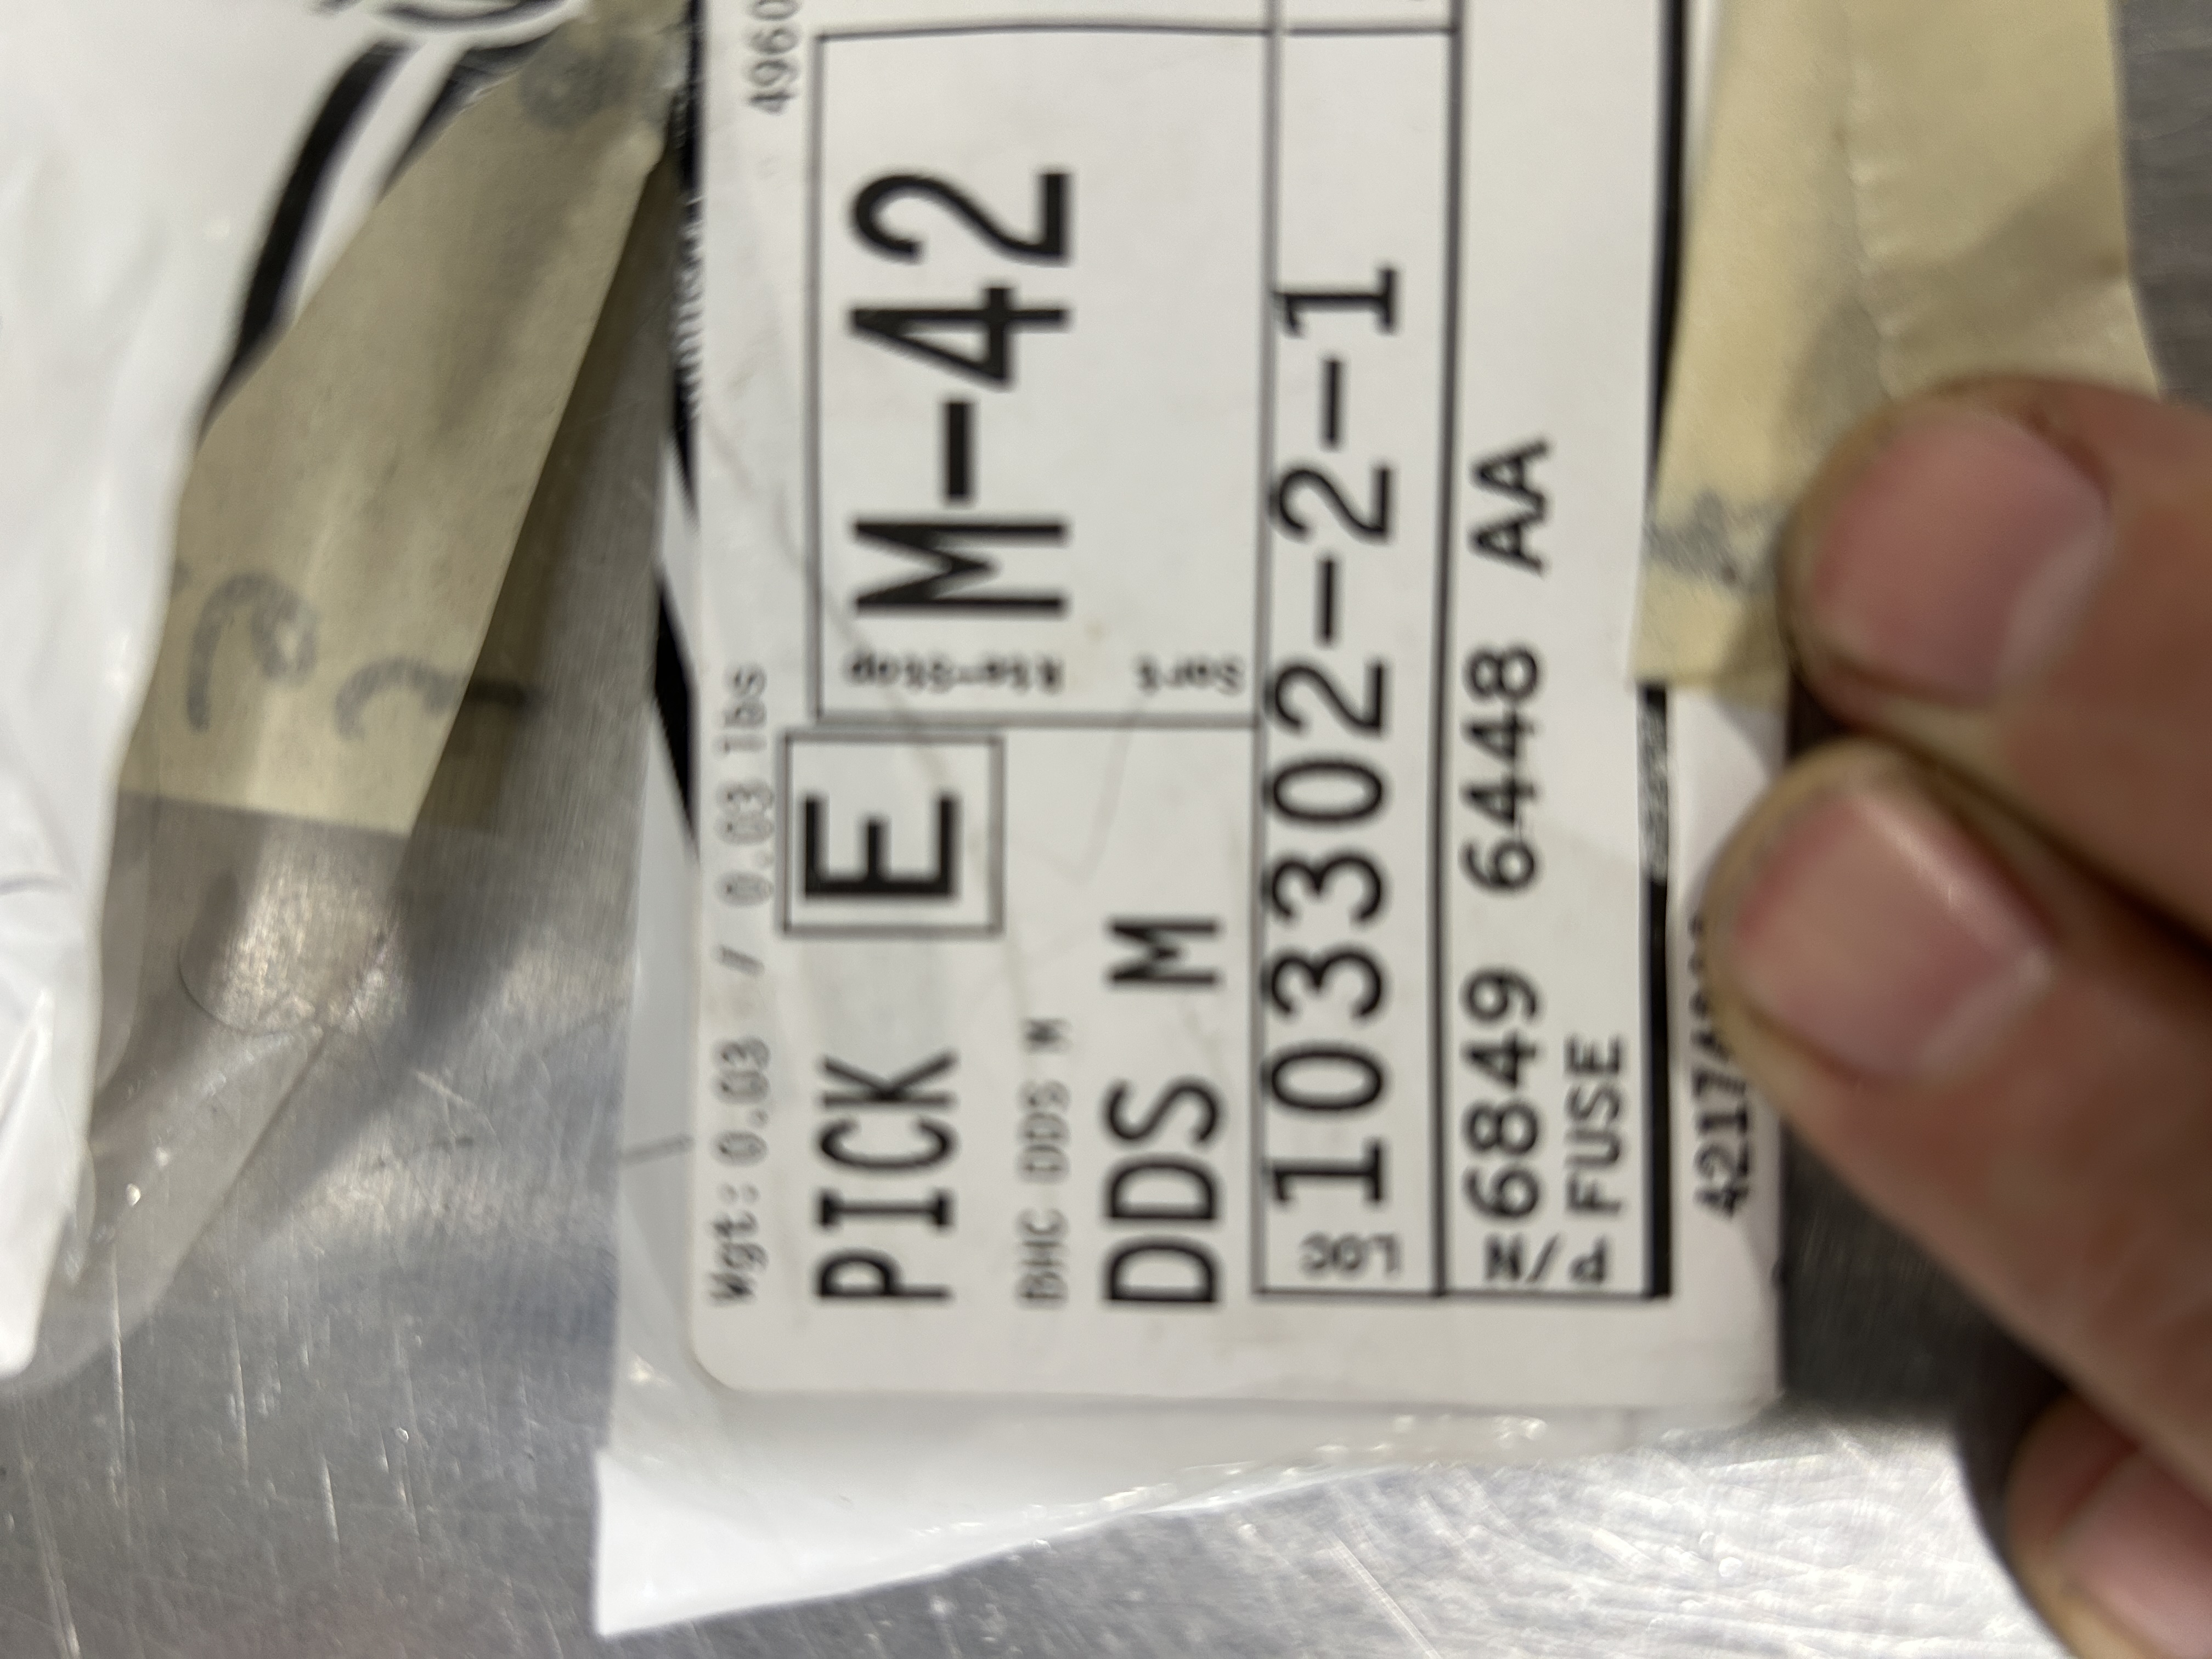 4960
Wgt: 0.03 / 0.03 lbs
PICK E
Rte-Stop
M-42
BHC DDS M
DDS M
Sort
Loc
103302-2-1
P/N
6849 6448 AA
FUSE